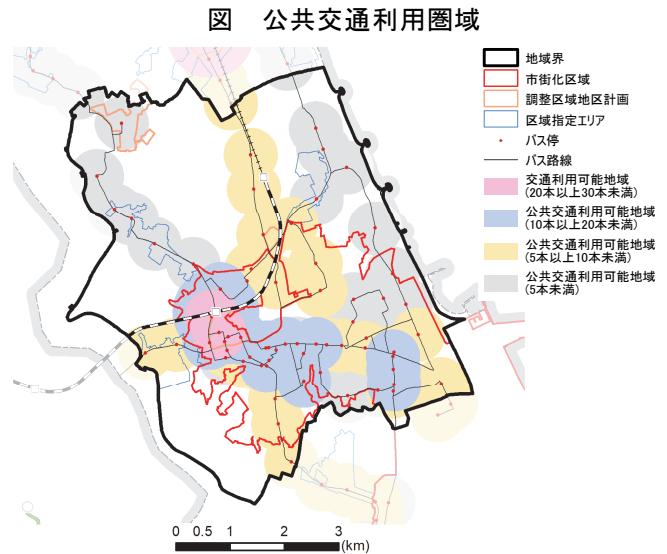 図 公共交通利用圏域
地域界
市街化区域
調整区域地区計画
区域指定エリア
バス停
バス路線
交通利用可能地域
(20本以上30本未満)
公共交通利用可能地域
(10本以上20本未満)
公共交通利用可能地域
(5本以上10本未満)
公共交通利用可能地域
(5本未満)
0 0.5 1 2 3
(km)